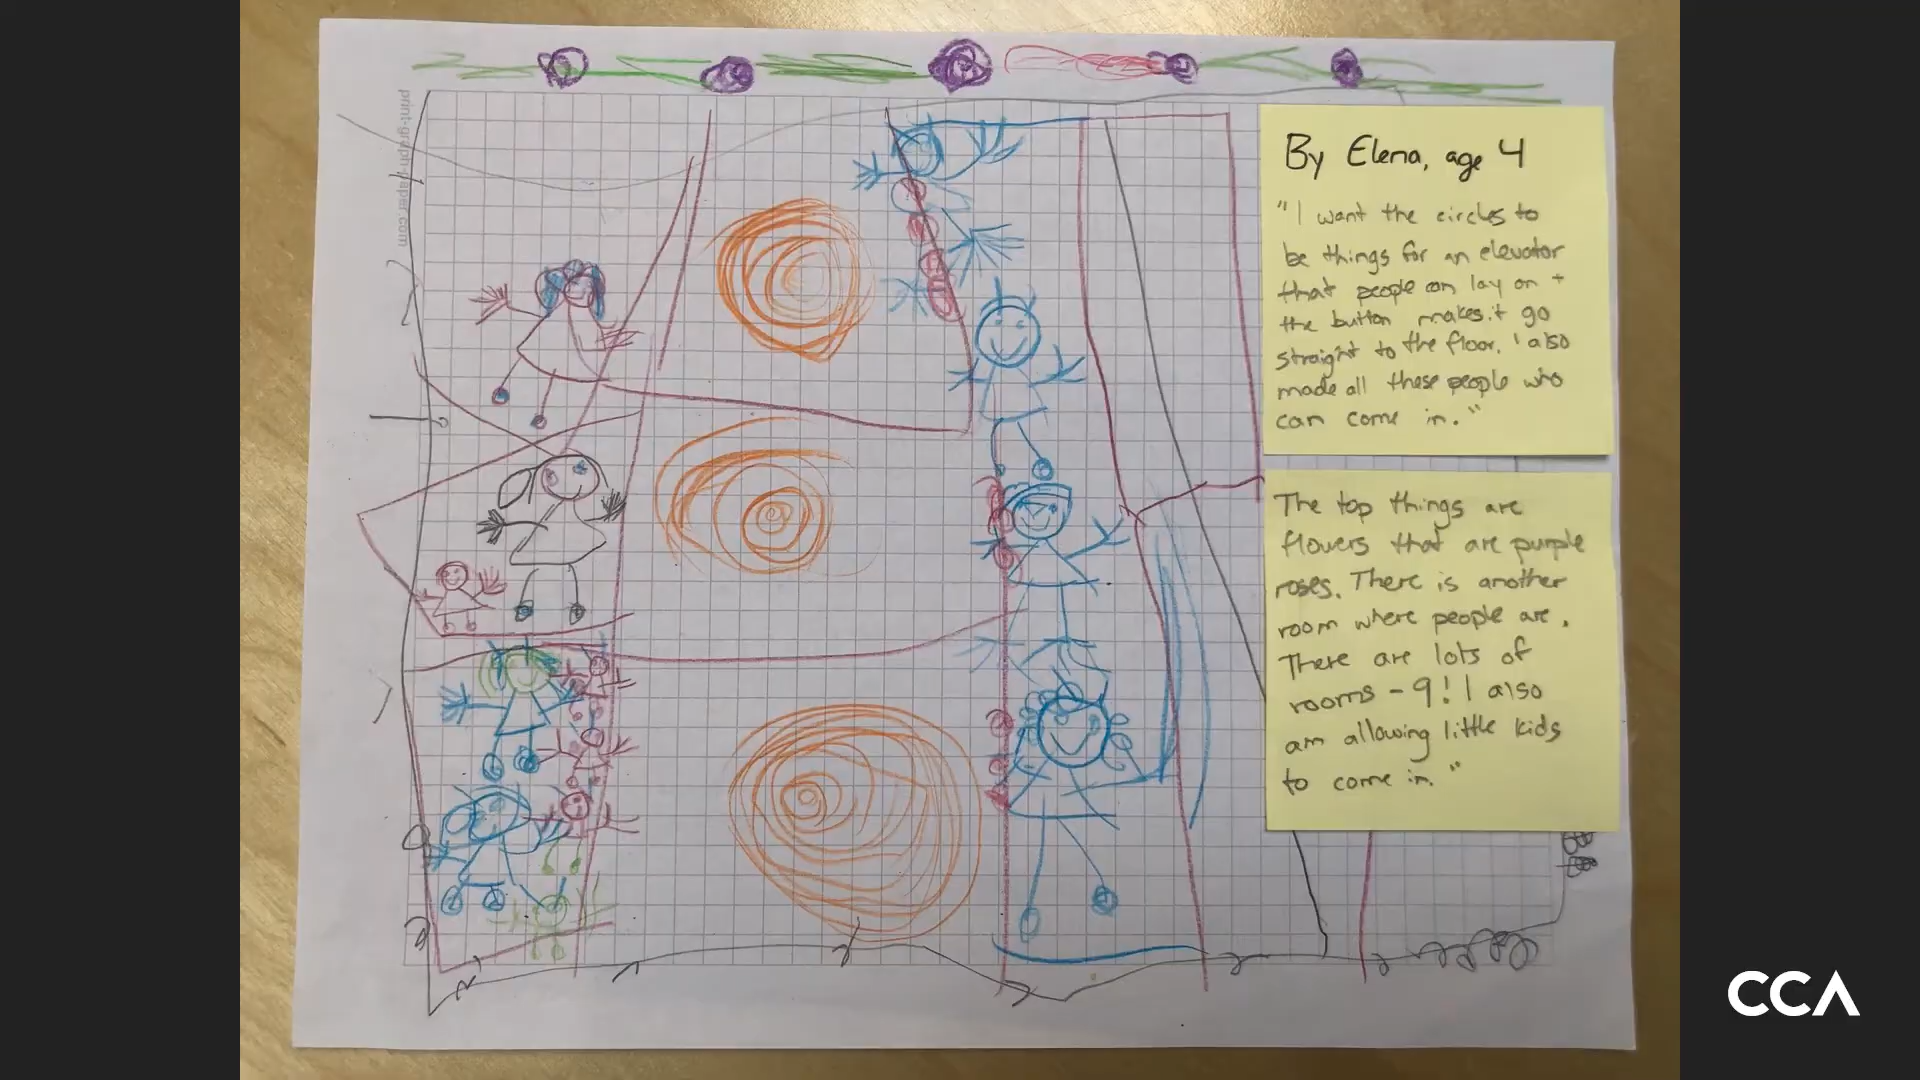 print-graph-paper.com
By Elena, age 4
"I want the circles to
be things for an elevator
that people can lay on +
the button makes it go
straight to the floor. I also
made all these people who
can come in."
The top things are
flowers that are purple
roses. There is another
room where people are.
There are lots of
rooms - 9! I also
am allowing little kids
to come in."
CCA